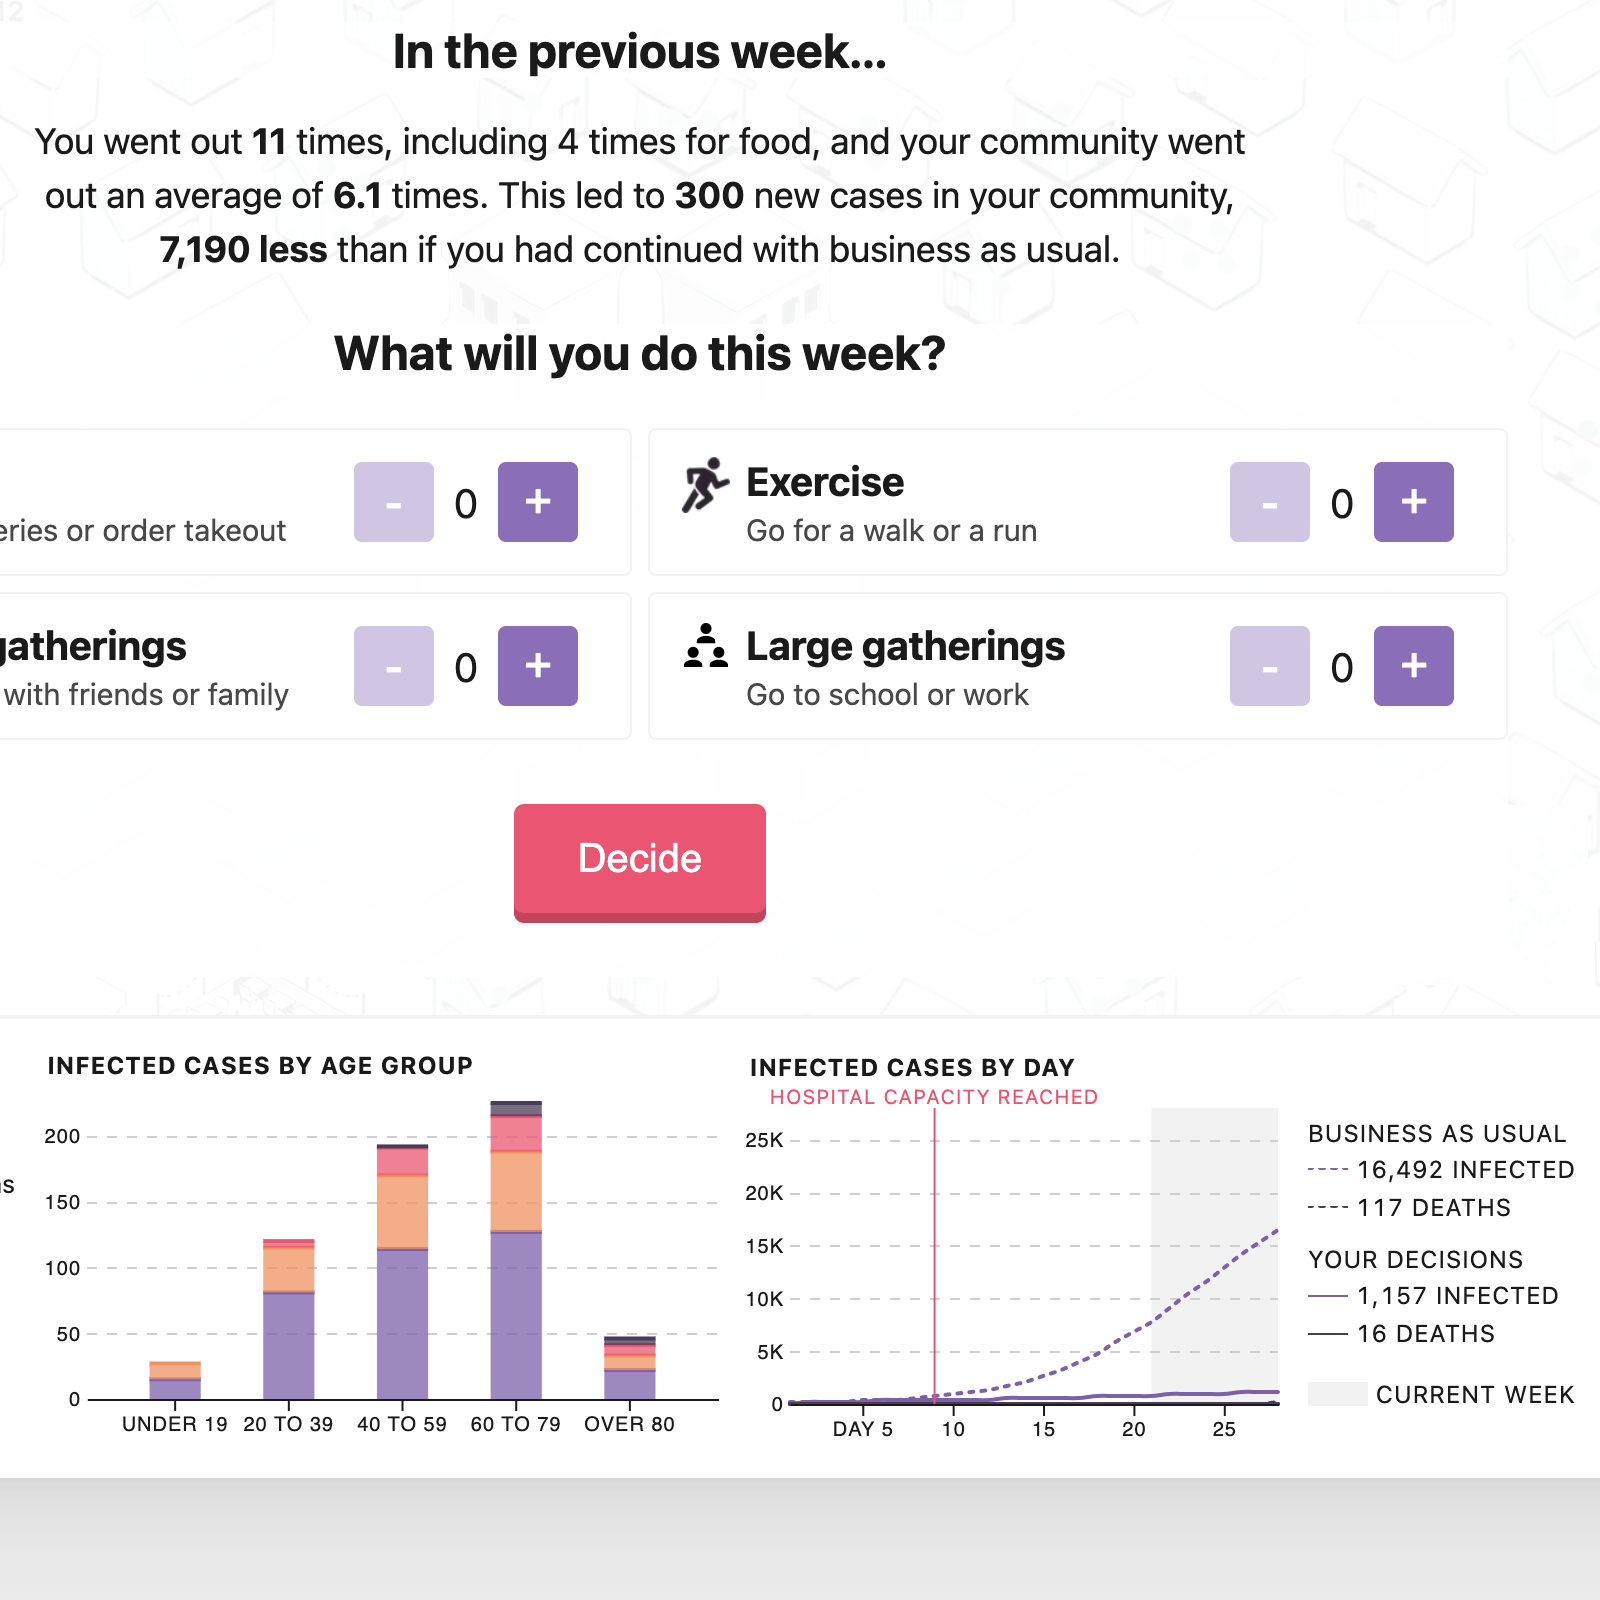 12
In the previous week...
You went out 11 times, including 4 times for food, and your community went
out an average of 6.1 times. This led to 300 new cases in your community,
7,190 less than if you had continued with business as usual.
What will you do this week?
eries or order takeout
- 0 +
Exercise
Go for a walk or a run
- 0 +
gatherings
with friends or family
- 0 +
Large gatherings
Go to school or work
- 0 +
Decide
INFECTED CASES BY AGE GROUP
200
150
100
50
0
UNDER 19 20 TO 39 40 TO 59 60 TO 79 OVER 80
INFECTED CASES BY DAY
HOSPITAL CAPACITY REACHED
25K
20K
15K
10K
5K
0
DAY 5 10 15 20 25
BUSINESS AS USUAL
16,492 INFECTED
117 DEATHS
YOUR DECISIONS
1,157 INFECTED
16 DEATHS
CURRENT WEEK